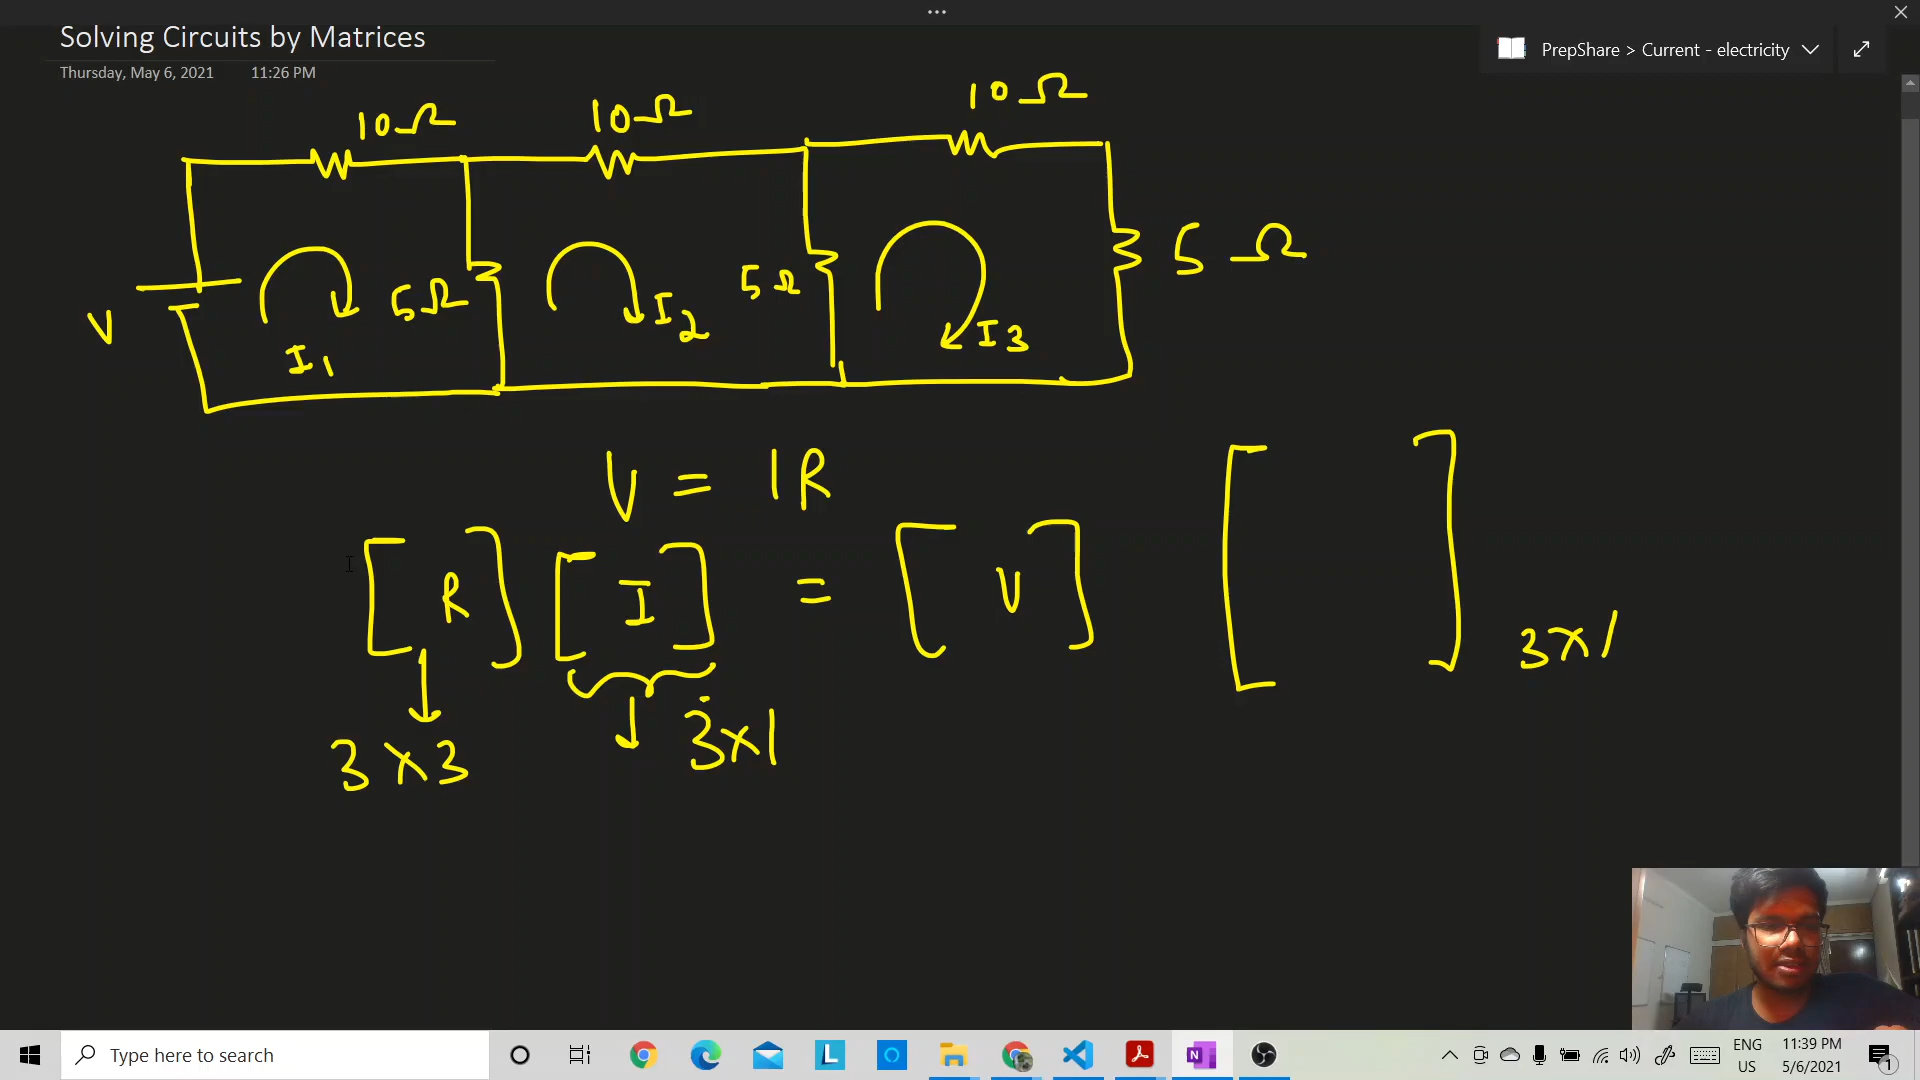 Solving Circuits by Matrices
Thursday, May 6, 2021 11:26 PM
PrepShare > Current - electricity
10Ω 10Ω 10Ω
V 5Ω 5Ω 5Ω
I1 I2 I3
V = IR
[R] [I] = [V] [ ] 3x1
3x3 3x1
Type here to search
L
ENG
US
11:39 PM
5/6/2021
1